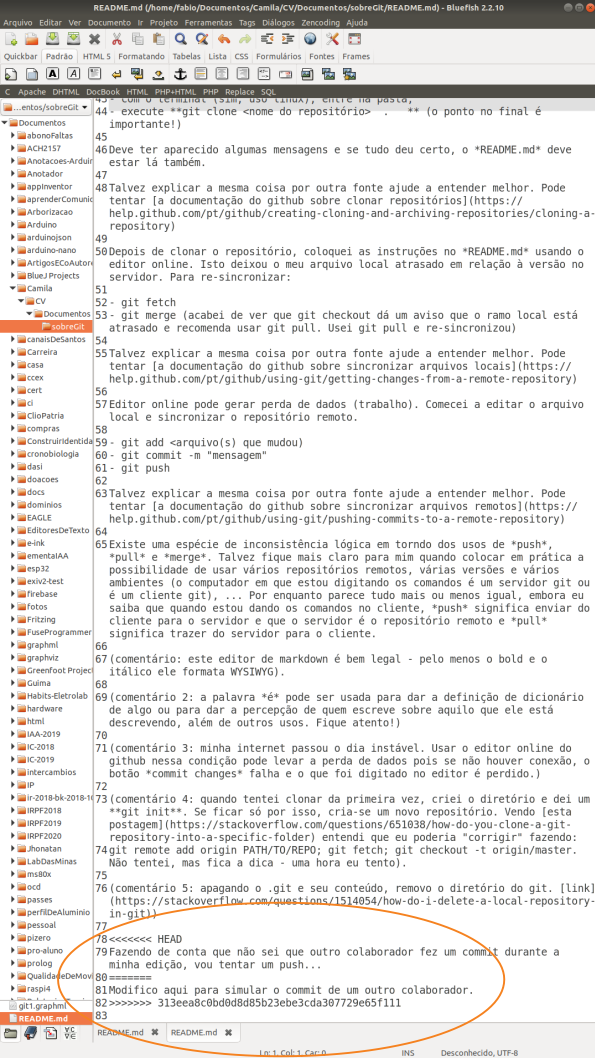 README.md (/home/fabio/Documentos/Camila/CV/Documentos/sobreGit/README.md) - Bluefish 2.2.10
Arquivo Editar Ver Documento Ir Projeto Ferramentas Tags Diálogos Zencoding Ajuda
Quickbar Padrão HTML 5 Formatando Tabelas Lista CSS Formulários Fontes Frames
C Apache DHTML DocBook HTML PHP+HTML PHP Replace SQL
...entos/sobreGit
Documentos
abonoFaltas
ACH2157
Anotacoes-Arduin
Anotador
appInventor
aprenderComunid
Arborizacao
Arduino
arduinojson
arduino-nano
ArtigosECoAutore
BlueJ Projects
Camila
CV
Documentos
sobreGit
canaisDeSantos
Carreira
casa
ccex
cert
ci
ClioPatria
compras
ConstruirIdentida
cronobiologia
dasi
doacoes
docs
dominios
EAGLE
EditoresDeTexto
e-ink
ementaIAA
esp32
exiv2-test
firebase
fotos
Fritzing
FuseProgrammer
graphml
graphviz
Greenfoot Project
Guima
Habits-Eletrolab
hardware
html
IAA-2019
IC-2018
IC-2019
intercambios
IP
ir-2018-bk-2018-10
IRPF2018
IRPF2019
IRPF2020
Jhonatan
LabDasMinas
ms80x
ocd
passes
perfilDeAluminio
pessoal
pizero
pro-aluno
prolog
QualidadeDeMovi
raspi4
git1.graphml
README.md
43 - com o terminal (sim, uso linux), entre na pasta,
44 - execute **git clone <nome do repositório> . ** (o ponto no final é
importante!)
45
46 Deve ter aparecido algumas mensagens e se tudo deu certo, o *README.md* deve
estar lá também.
47
48 Talvez explicar a mesma coisa por outra fonte ajude a entender melhor. Pode
tentar [a documentação do github sobre clonar repositórios](https://
help.github.com/pt/github/creating-cloning-and-archiving-repositories/cloning-a-
repository)
49
50 Depois de clonar o repositório, coloquei as instruções no *README.md* usando o
editor online. Isto deixou o meu arquivo local atrasado em relação à versão no
servidor. Para re-sincronizar:
51
52 - git fetch
53 - git merge (acabei de ver que git checkout dá um aviso que o ramo local está
atrasado e recomenda usar git pull. Usei git pull e re-sincronizou)
54
55 Talvez explicar a mesma coisa por outra fonte ajude a entender melhor. Pode
tentar [a documentação do github sobre sincronizar arquivos locais](https://
help.github.com/pt/github/using-git/getting-changes-from-a-remote-repository)
56
57 Editor online pode gerar perda de dados (trabalho). Comecei a editar o arquivo
local e sincronizar o repositório remoto.
58
59 - git add <arquivo(s) que mudou)
60 - git commit -m "mensagem"
61 - git push
62
63 Talvez explicar a mesma coisa por outra fonte ajude a entender melhor. Pode
tentar [a documentação do github sobre sincronizar arquivos remotos](https://
help.github.com/pt/github/using-git/pushing-commits-to-a-remote-repository)
64
65 Existe uma espécie de inconsistência lógica em torndo dos usos de *push*,
*pull* e *merge*. Talvez fique mais claro para mim quando colocar em prática a
possibilidade de usar vários repositórios remotos, várias versões e vários
ambientes (o computador em que estou digitando os comandos é um servidor git ou
é um cliente git), ... Por enquanto parece tudo mais ou menos igual, embora eu
saiba que quando estou dando os comandos no cliente, *push* significa enviar do
cliente para o servidor e que o servidor é o repositório remoto e *pull*
significa trazer do servidor para o cliente.
66
67 (comentário: este editor de markdown é bem legal - pelo menos o bold e o
itálico ele formata WYSIWYG).
68
69 (comentário 2: a palavra *é* pode ser usada para dar a definição de dicionário
de algo ou para dar a percepção de quem escreve sobre aquilo que ele está
descrevendo, além de outros usos. Fique atento!)
70
71 (comentário 3: minha internet passou o dia instável. Usar o editor online do
github nessa condição pode levar a perda de dados pois se não houver conexão, o
botão *commit changes* falha e o que foi digitado no editor é perdido.)
72
73 (comentário 4: quando tentei clonar da primeira vez, criei o diretório e dei um
**git init**. Se ficar só por isso, cria-se um novo repositório. Vendo [esta
postagem](https://stackoverflow.com/questions/651038/how-do-you-clone-a-git-
repository-into-a-specific-folder) entendi que eu poderia "corrigir" fazendo:
74 git remote add origin PATH/TO/REPO; git fetch; git checkout -t origin/master.
Não tentei, mas fica a dica - uma hora eu tento).
75
76 (comentário 5: apagando o .git e seu conteúdo, removo o diretório do git. [link]
(https://stackoverflow.com/questions/1514054/how-do-i-delete-a-local-repository-
in-git))
77
78 <<<<<<< HEAD
79 Fazendo de conta que não sei que outro colaborador fez um commit durante a
minha edição, vou tentar um push...
80 =======
81 Modifico aqui para simular o commit de um outro colaborador.
82 >>>>>>> 313eea8c0bd0d8d85b23ebe3cda307729e65f111
83
README.md README.md
Ln: 1, Col: 1, Car: 0 INS Desconhecido, UTF-8